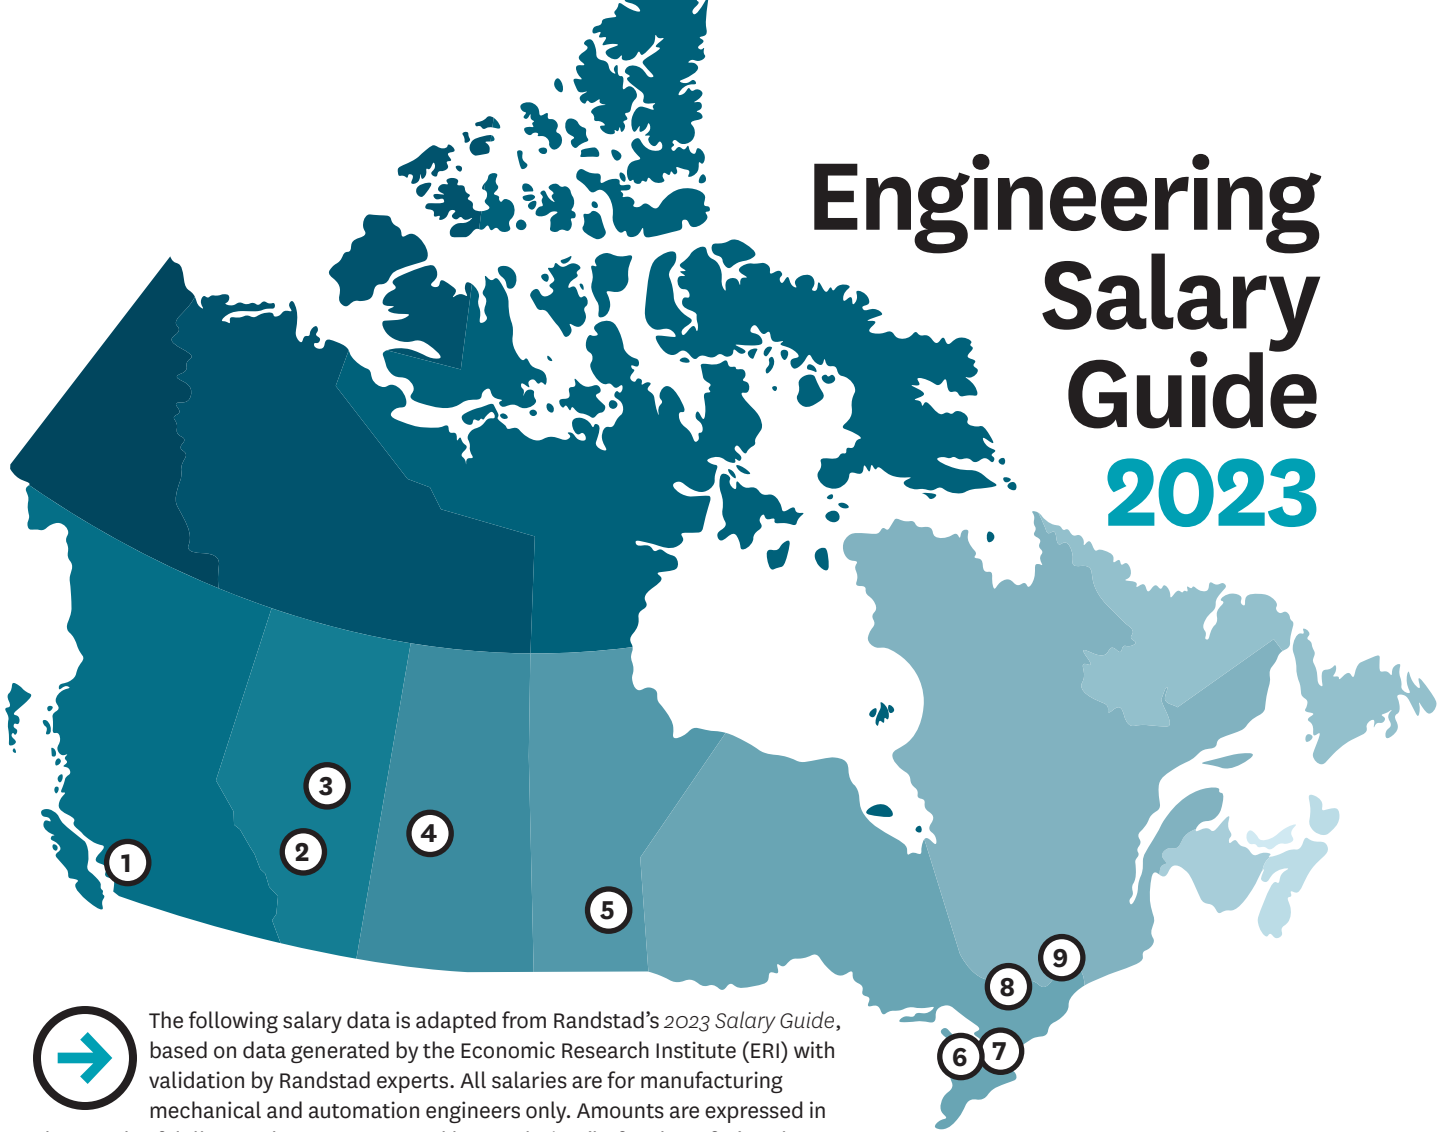 Engineering
Salary
Guide
2023
3
2
4
1
5
9
8
6
7
The following salary data is adapted from Randstad’s 2023 Salary Guide,
based on data generated by the Economic Research Institute (ERI) with
validation by Randstad experts. All salaries are for manufacturing
mechanical and automation engineers only. Amounts are expressed in